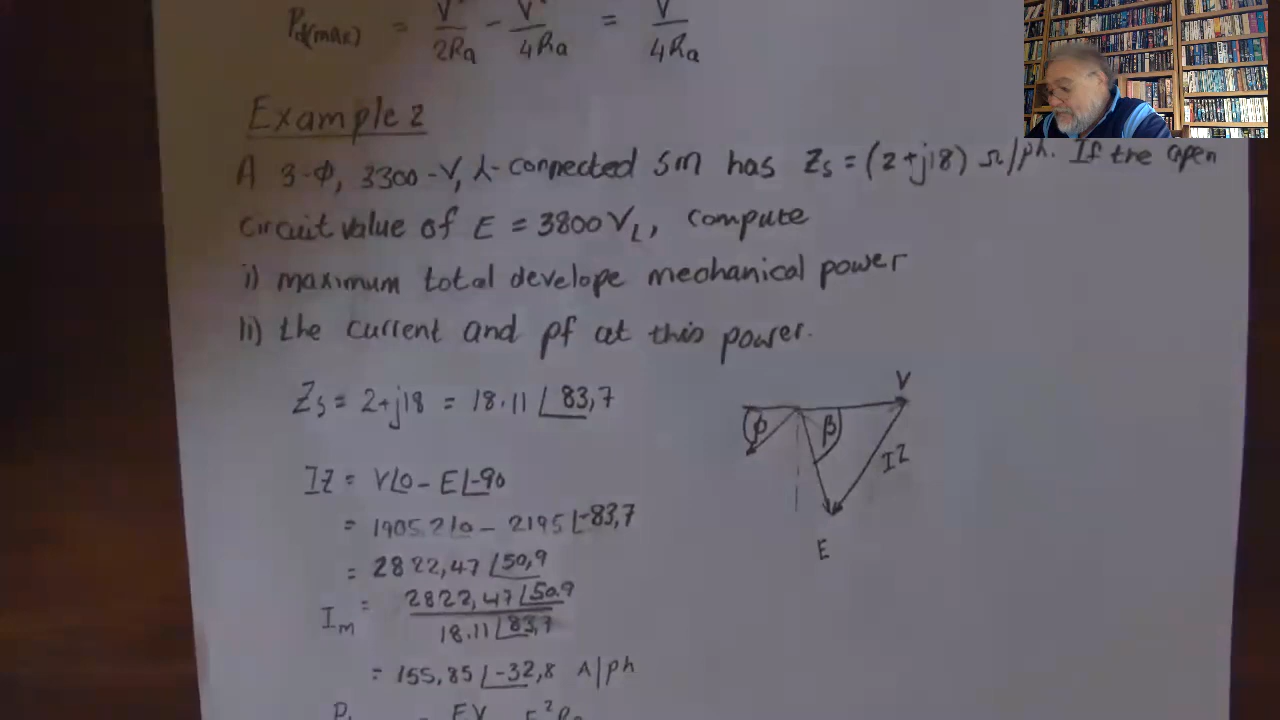 Pd(max) = V/2Ra - V/4Ra = V/4Ra
Example 2
A 3-Φ, 3300-V, λ-connected SM has Zs = (2+j18) Ω/ph. If the open
circuit value of E = 3800 VL, compute
i) maximum total develope mechanical power
ii) the current and pf at this power.
Zs = 2+j18 = 18.11 ∠83,7
V
φ
β
IZ
E
IZ = V∠0 - E∠-90
= 1905.2∠0 - 2195∠-83,7
= 2822,47∠50,9
Im = 2822,47∠50.9 / 18.11∠83,7
= 155,85∠-32,8 A/ph